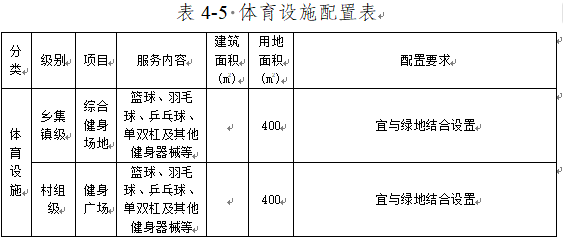 表 4-5·体育设施配置表
分类 级别 项目 服务内容 建筑面积(㎡) 用地面积(㎡) 配置要求
体育设施 乡集镇级 综合健身场地 篮球、羽毛球、乒乓球、单双杠及其他健身器械等 400 宜与绿地结合设置
村组级 健身广场 篮球、羽毛球、乒乓球、单双杠及其他健身器械等 400 宜与绿地结合设置